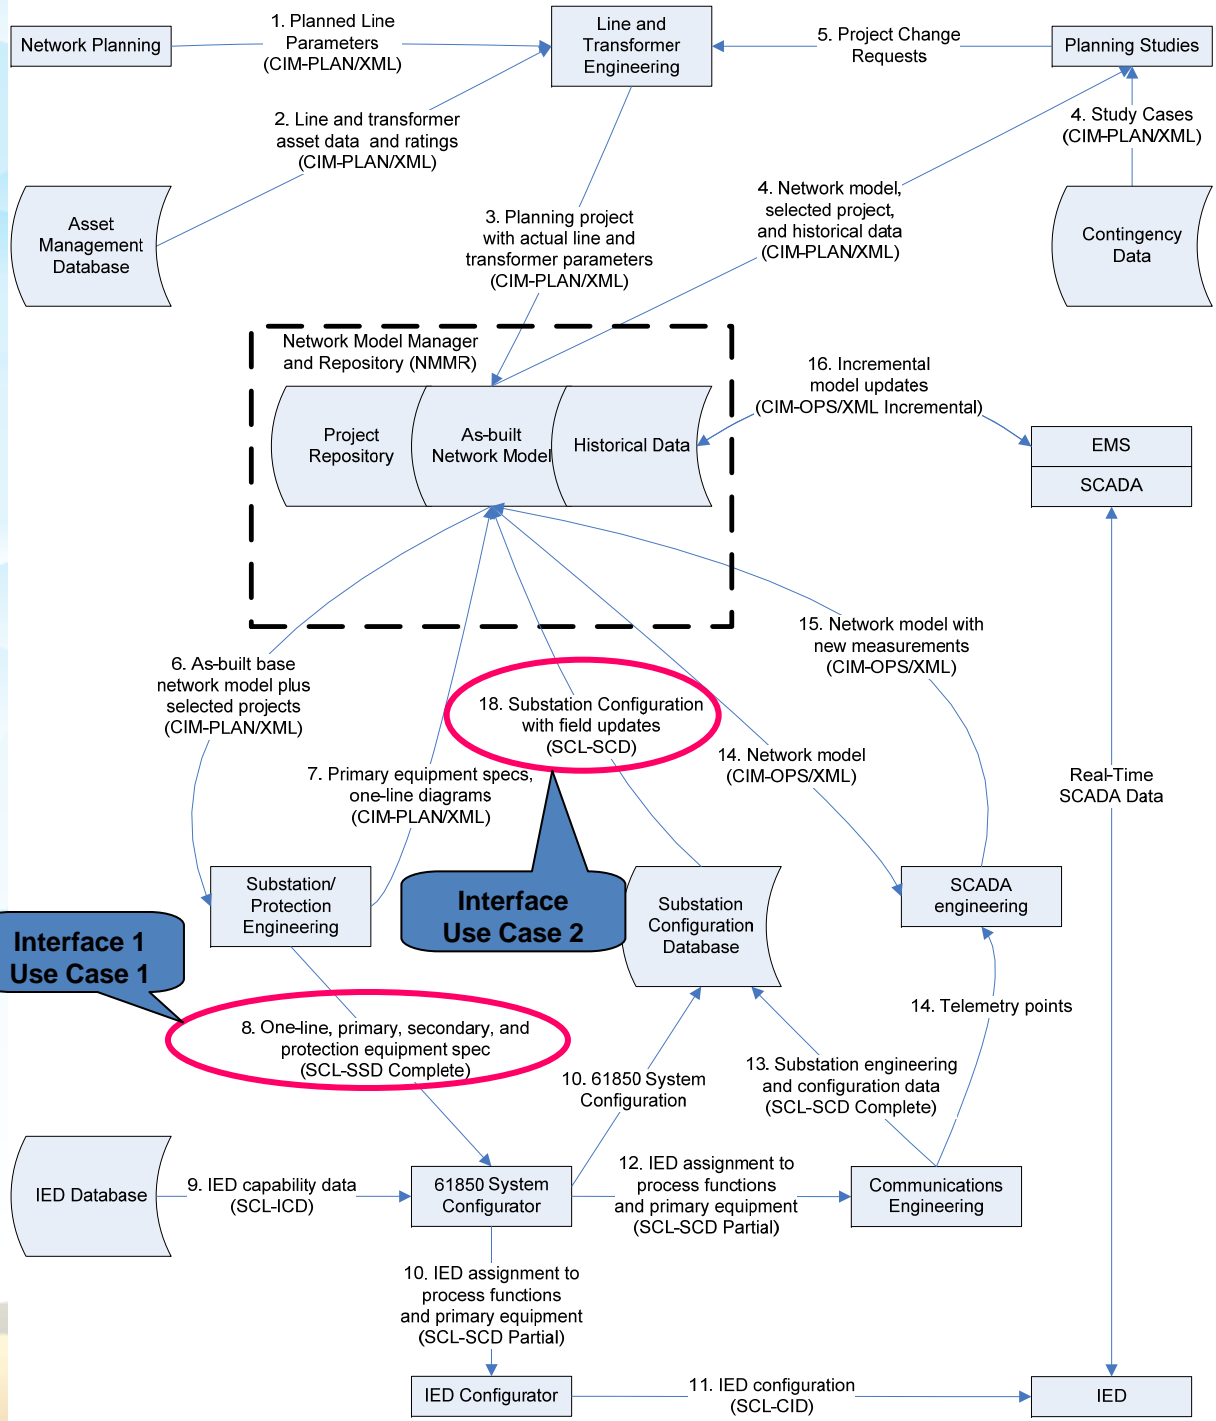 Network Planning
1. Planned Line
Parameters
(CIM-PLAN/XML)
Line and
Transformer
Engineering
5. Project Change
Requests
Planning Studies
2. Line and transformer
asset data and ratings
(CIM-PLAN/XML)
4. Study Cases
(CIM-PLAN/XML)
Asset
Management
Database
3. Planning project
with actual line and
transformer parameters
(CIM-PLAN/XML)
4. Network model,
selected project,
and historical data
(CIM-PLAN/XML)
Contingency
Data
Network Model Manager
and Repository (NMMR)
Project
Repository
As-built
Network Model
Historical Data
16. Incremental
model updates
(CIM-OPS/XML Incremental)
EMS
SCADA
6. As-built base
network model plus
selected projects
(CIM-PLAN/XML)
18. Substation Configuration
with field updates
(SCL-SCD)
15. Network model with
new measurements
(CIM-OPS/XML)
7. Primary equipment specs,
one-line diagrams
(CIM-PLAN/XML)
14. Network model
(CIM-OPS/XML)
Real-Time
SCADA Data
Substation/
Protection
Engineering
Interface
Use Case 2
Substation
Configuration
Database
SCADA
engineering
Interface 1
Use Case 1
8. One-line, primary, secondary, and
protection equipment spec
(SCL-SSD Complete)
14. Telemetry points
10. 61850 System
Configuration
13. Substation engineering
and configuration data
(SCL-SCD Complete)
IED Database
9. IED capability data
(SCL-ICD)
61850 System
Configurator
12. IED assignment to
process functions
and primary equipment
(SCL-SCD Partial)
Communications
Engineering
10. IED assignment to
process functions
and primary equipment
(SCL-SCD Partial)
IED Configurator
11. IED configuration
(SCL-CID)
IED